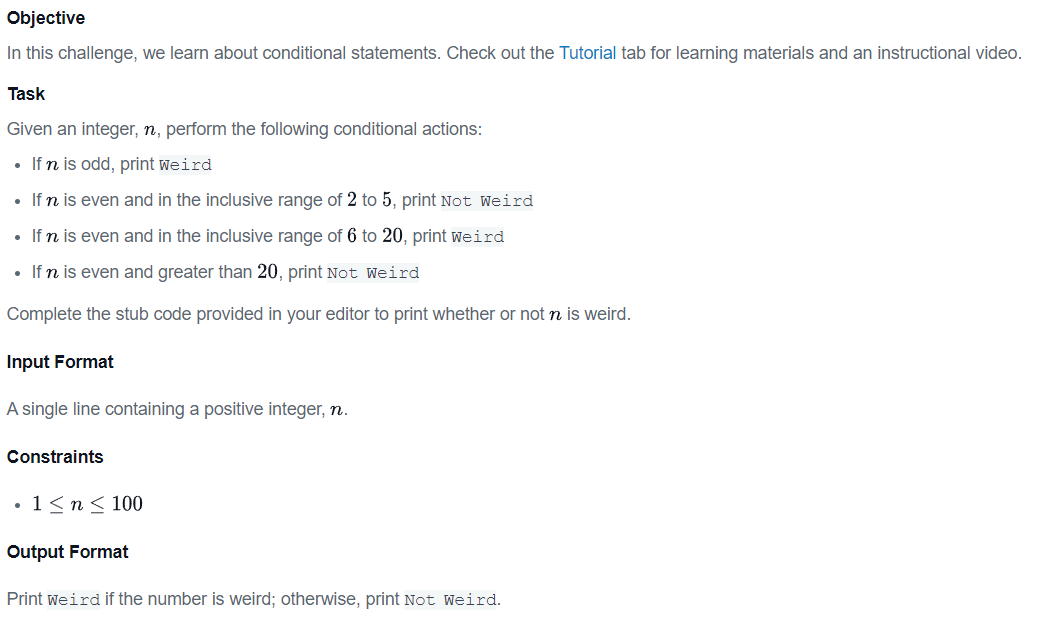 Objective
In this challenge, we learn about conditional statements. Check out the Tutorial tab for learning materials and an instructional video.
Task
Given an integer, n, perform the following conditional actions:
• If n is odd, print Weird
• If n is even and in the inclusive range of 2 to 5, print Not Weird
• If n is even and in the inclusive range of 6 to 20, print Weird
• If n is even and greater than 20, print Not Weird
Complete the stub code provided in your editor to print whether or not n is weird.
Input Format
A single line containing a positive integer, n.
Constraints
• 1 ≤ n ≤ 100
Output Format
Print Weird if the number is weird; otherwise, print Not Weird.